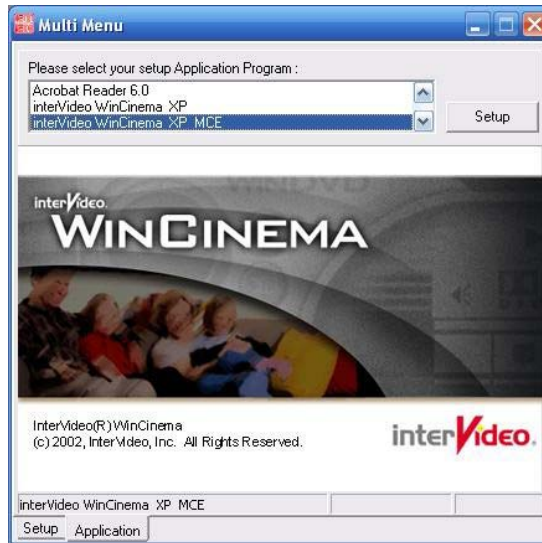 Multi Menu
Please select your setup Application Program :
Acrobat Reader 6.0
interVideo WinCinema XP
interVideo WinCinema XP MCE
Setup
WINDVD
interVideo.
WINCINEMA
InterVideo(R) WinCinema
(c) 2002, InterVideo, Inc. All Rights Reserved.
interVideo.
interVideo WinCinema XP MCE
Setup Application